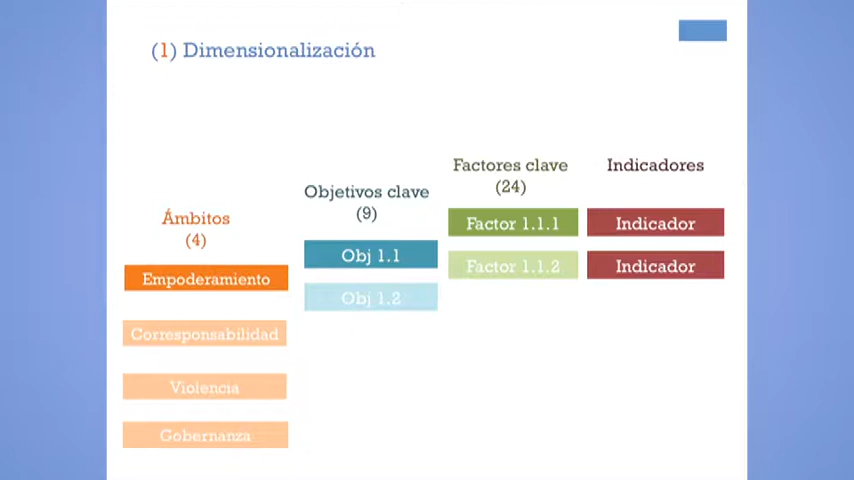 (1) Dimensionalización
Ámbitos
(4)
Empoderamiento
Corresponsabilidad
Violencia
Gobernanza
Objetivos clave
(9)
Obj 1.1
Obj 1.2
Factores clave
(24)
Factor 1.1.1
Factor 1.1.2
Indicadores
Indicador
Indicador